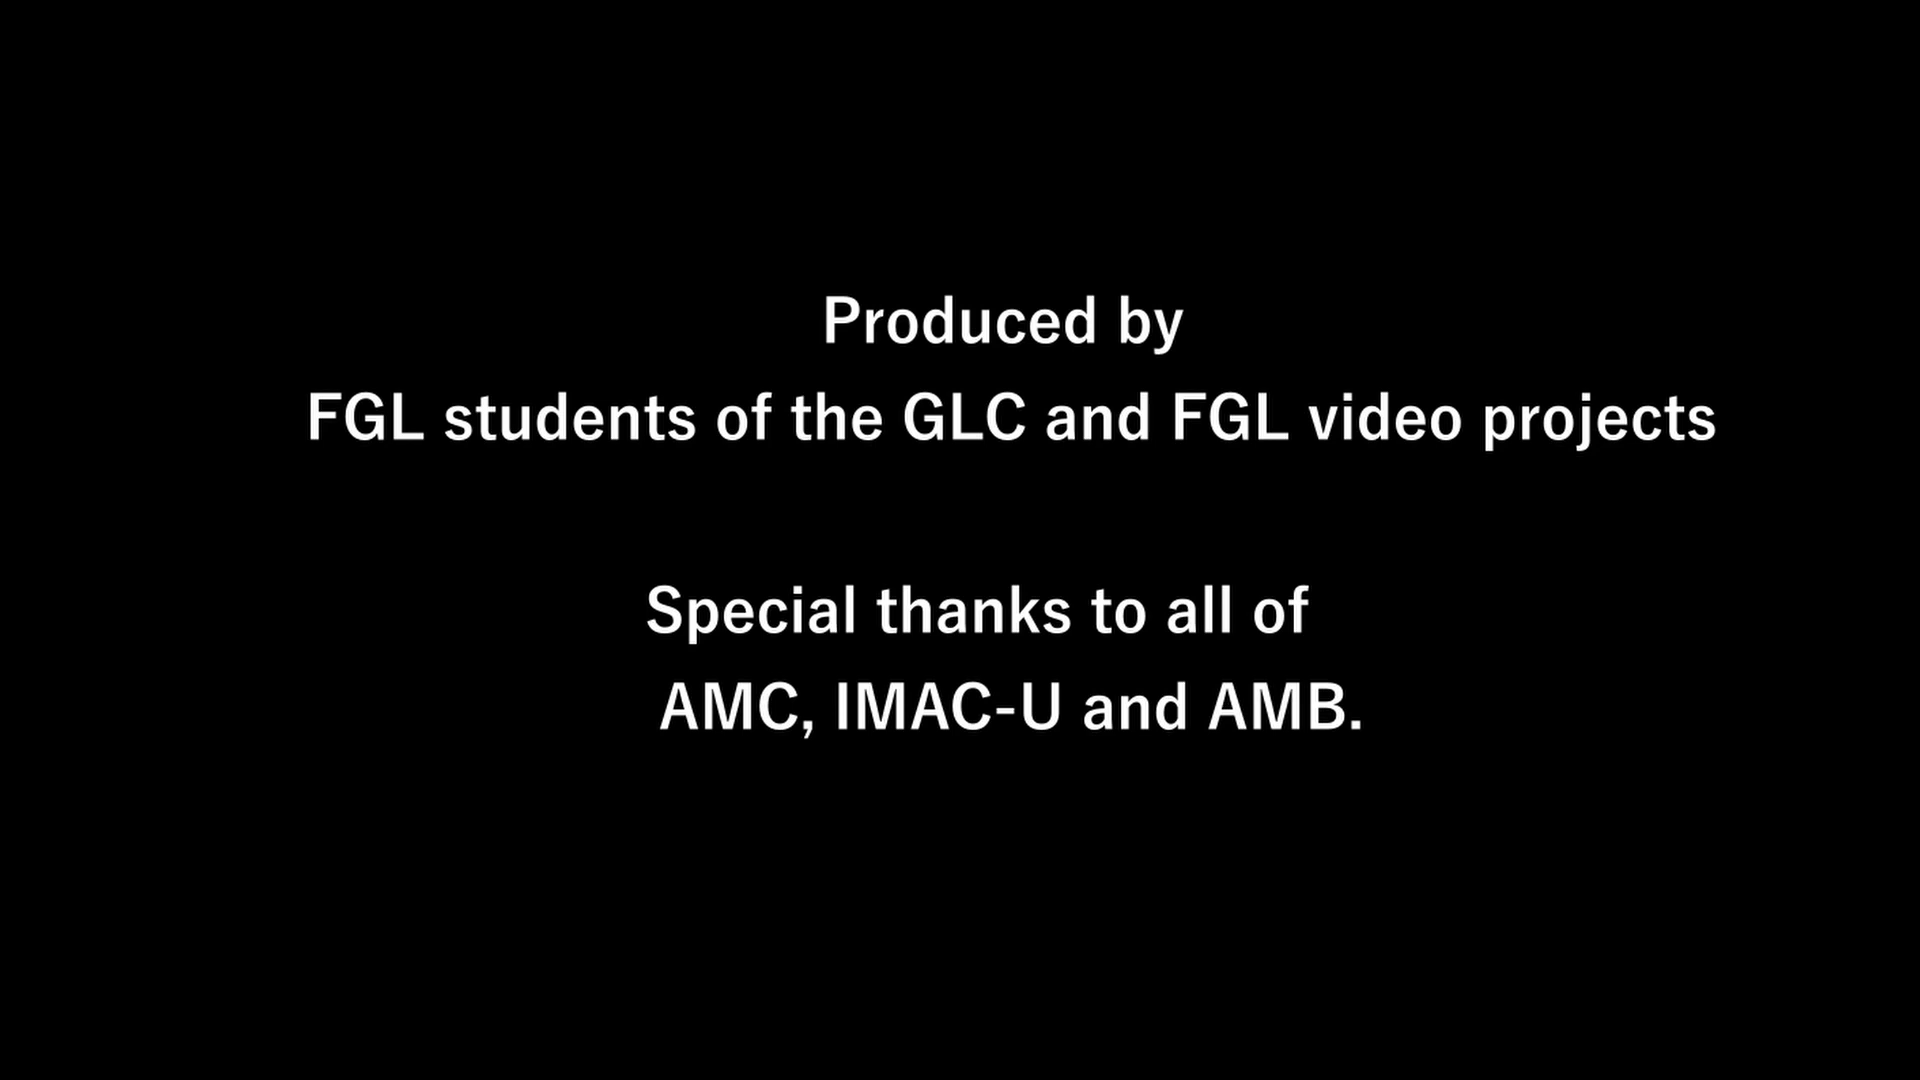 Produced by
FGL students of the GLC and FGL video projects
Special thanks to all of
AMC, IMAC-U and AMB.